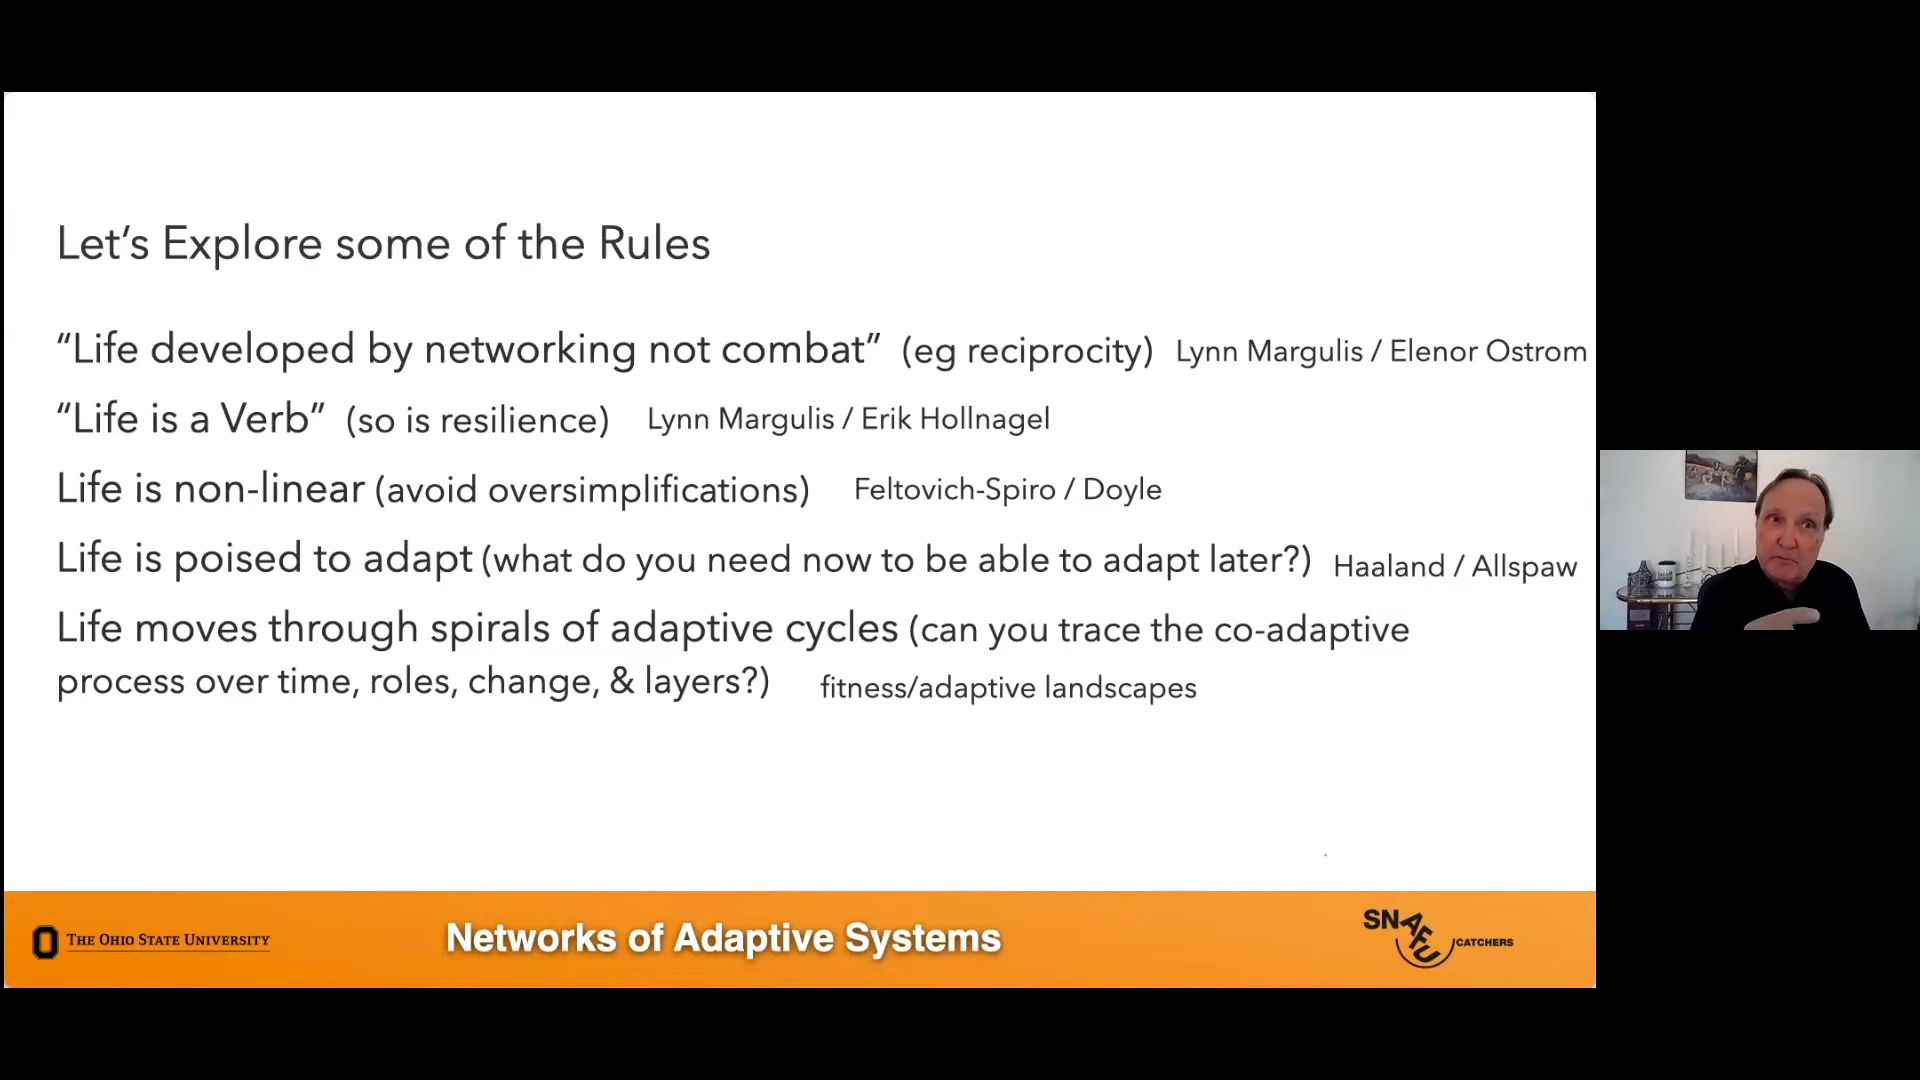 Let’s Explore some of the Rules
“Life developed by networking not combat” (eg reciprocity) Lynn Margulis / Elenor Ostrom
“Life is a Verb” (so is resilience) Lynn Margulis / Erik Hollnagel
Life is non-linear (avoid oversimplifications) Feltovich-Spiro / Doyle
Life is poised to adapt (what do you need now to be able to adapt later?) Haaland / Allspaw
Life moves through spirals of adaptive cycles (can you trace the co-adaptive
process over time, roles, change, & layers?) fitness/adaptive landscapes
THE OHIO STATE UNIVERSITY
Networks of Adaptive Systems
SNAFU CATCHERS